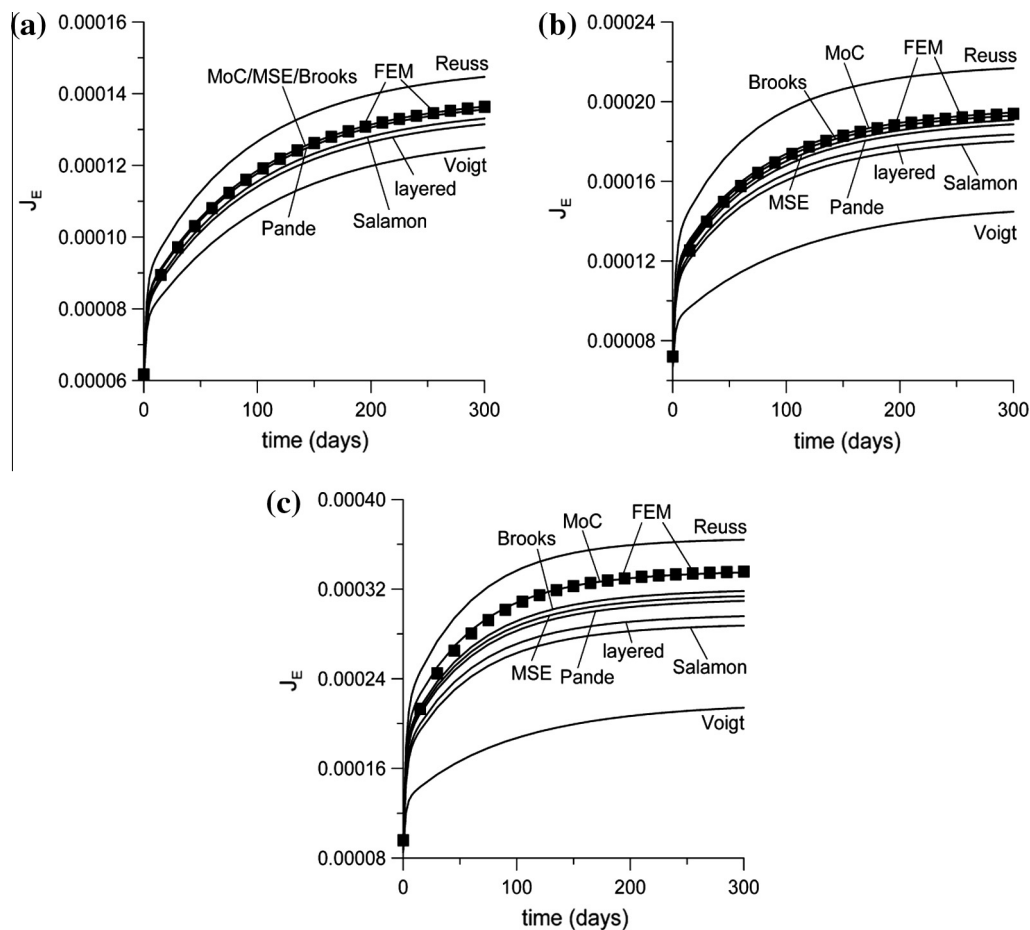 (a)
0.00016
0.00014
0.00012
0.00010
0.00008
0.00006
J_E
MoC/MSE/Brooks
FEM
Reuss
Voigt
layered
Pande
Salamon
0
100
200
300
time (days)
(b)
0.00024
0.00020
0.00016
0.00012
0.00008
J_E
Brooks
MoC
FEM
Reuss
MSE
Pande
layered
Salamon
Voigt
0
100
200
300
time (days)
(c)
0.00040
0.00032
0.00024
0.00016
0.00008
J_E
Brooks
MoC
FEM
Reuss
MSE
Pande
layered
Salamon
Voigt
0
100
200
300
time (days)